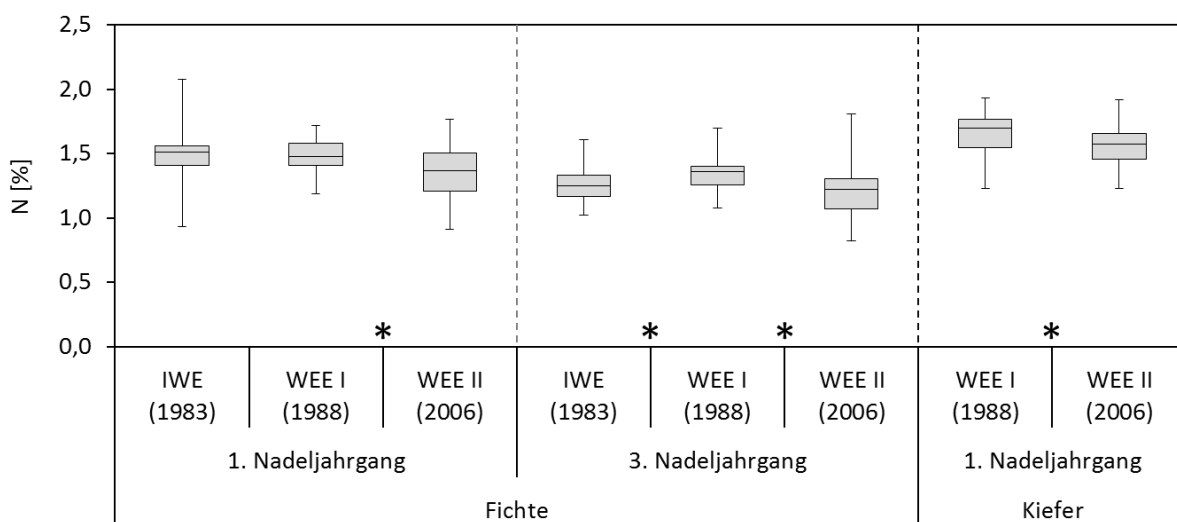 N [%]
2,5
2,0
1,5
1,0
0,5
0,0
* * * *
IWE WEE I WEE II IWE WEE I WEE II WEE I WEE II
(1983) (1988) (2006) (1983) (1988) (2006) (1988) (2006)
1. Nadeljahrgang 3. Nadeljahrgang 1. Nadeljahrgang
Fichte Kiefer